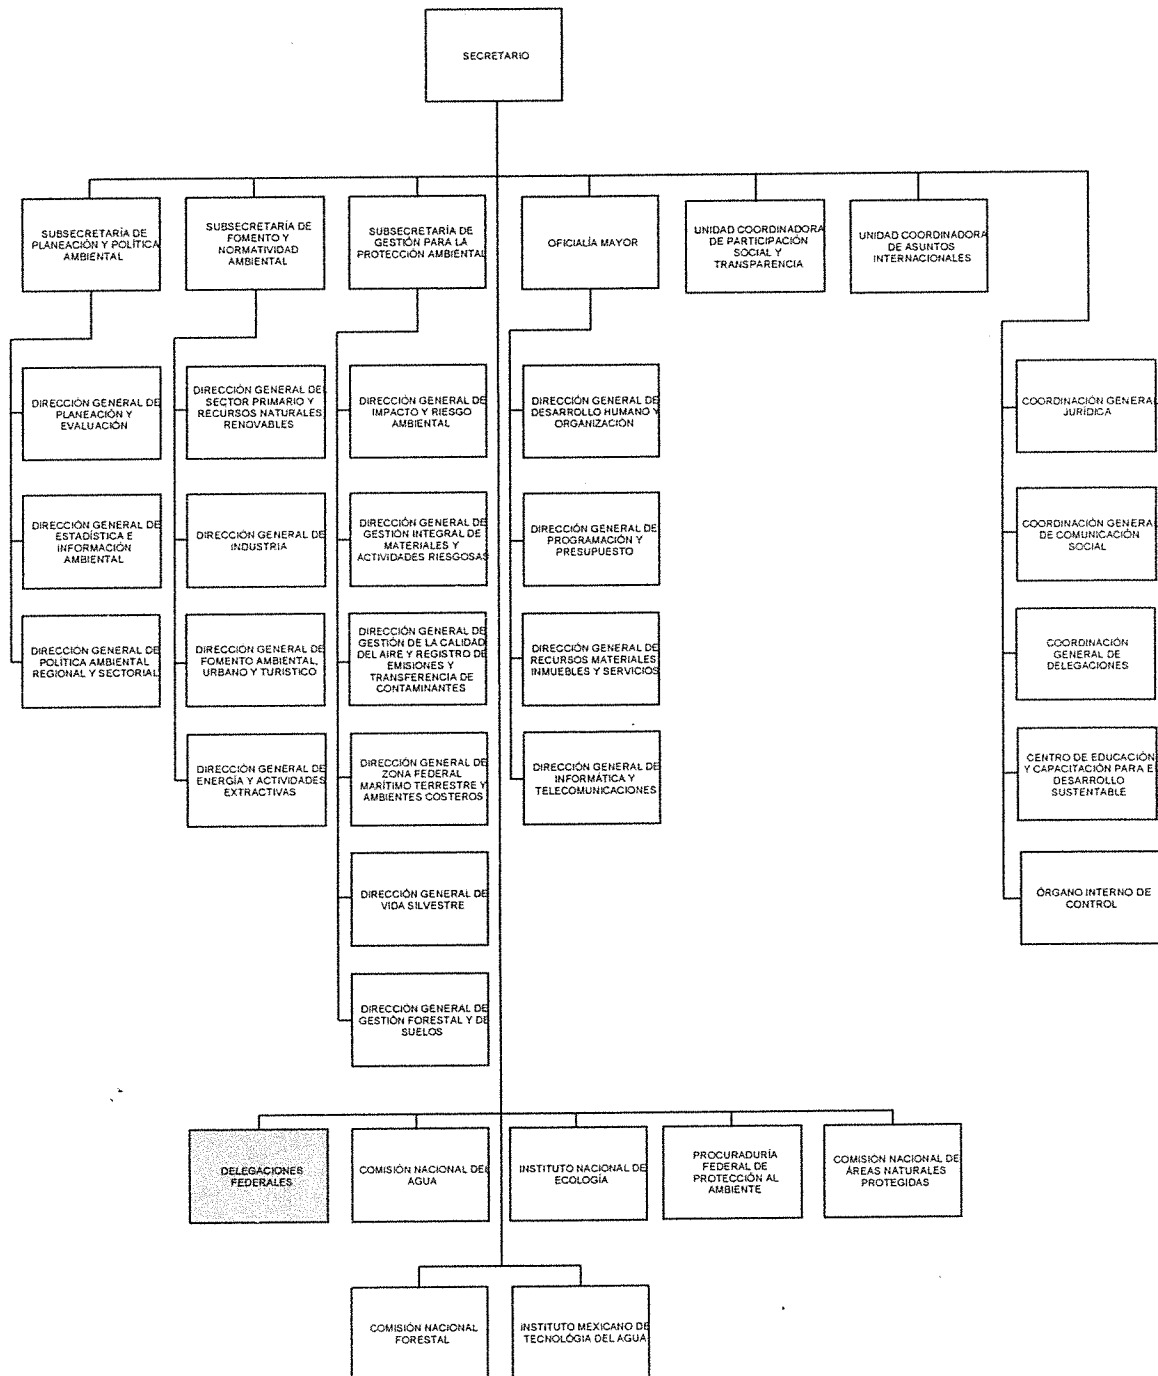 SECRETARIO
SUBSECRETARÍA DE
PLANEACIÓN Y POLÍTICA
AMBIENTAL
SUBSECRETARÍA DE
FOMENTO Y
NORMATIVIDAD
AMBIENTAL
SUBSECRETARÍA DE
GESTIÓN PARA LA
PROTECCIÓN AMBIENTAL
OFICIALÍA MAYOR
UNIDAD COORDINADORA
DE PARTICIPACIÓN
SOCIAL Y
TRANSPARENCIA
UNIDAD COORDINADORA
DE ASUNTOS
INTERNACIONALES
DIRECCIÓN GENERAL DE
PLANEACIÓN Y
EVALUACIÓN
DIRECCIÓN GENERAL DE
ESTADÍSTICA E
INFORMACIÓN
AMBIENTAL
DIRECCIÓN GENERAL DE
POLÍTICA AMBIENTAL
REGIONAL Y SECTORIAL
DIRECCIÓN GENERAL DE
SECTOR PRIMARIO Y
RECURSOS NATURALES
RENOVABLES
DIRECCIÓN GENERAL DE
INDUSTRIA
DIRECCIÓN GENERAL DE
FOMENTO AMBIENTAL,
URBANO Y TURÍSTICO
DIRECCIÓN GENERAL DE
ENERGÍA Y ACTIVIDADES
EXTRACTIVAS
DIRECCIÓN GENERAL DE
IMPACTO Y RIESGO
AMBIENTAL
DIRECCIÓN GENERAL DE
GESTIÓN INTEGRAL DE
MATERIALES Y
ACTIVIDADES RIESGOSAS
DIRECCIÓN GENERAL DE
GESTIÓN DE LA CALIDAD
DEL AIRE Y REGISTRO DE
EMISIONES Y
TRANSFERENCIA DE
CONTAMINANTES
DIRECCIÓN GENERAL DE
ZONA FEDERAL
MARÍTIMO TERRESTRE Y
AMBIENTES COSTEROS
DIRECCIÓN GENERAL DE
VIDA SILVESTRE
DIRECCIÓN GENERAL DE
GESTIÓN FORESTAL Y DE
SUELOS
DIRECCIÓN GENERAL DE
DESARROLLO HUMANO Y
ORGANIZACIÓN
DIRECCIÓN GENERAL DE
PROGRAMACIÓN Y
PRESUPUESTO
DIRECCIÓN GENERAL DE
RECURSOS MATERIALES
INMUEBLES Y SERVICIOS
DIRECCIÓN GENERAL DE
INFORMÁTICA Y
TELECOMUNICACIONES
COORDINACIÓN GENERAL
JURÍDICA
COORDINACIÓN GENERAL
DE COMUNICACIÓN
SOCIAL
COORDINACIÓN
GENERAL DE
DELEGACIONES
CENTRO DE EDUCACIÓN
Y CAPACITACIÓN PARA E
DESARROLLO
SUSTENTABLE
ÓRGANO INTERNO DE
CONTROL
DELEGACIONES
FEDERALES
COMISIÓN NACIONAL DEL
AGUA
INSTITUTO NACIONAL DE
ECOLOGÍA
PROCURADURÍA
FEDERAL DE
PROTECCIÓN AL
AMBIENTE
COMISIÓN NACIONAL DE
ÁREAS NATURALES
PROTEGIDAS
COMISIÓN NACIONAL
FORESTAL
INSTITUTO MEXICANO DE
TECNOLOGÍA DEL AGUA